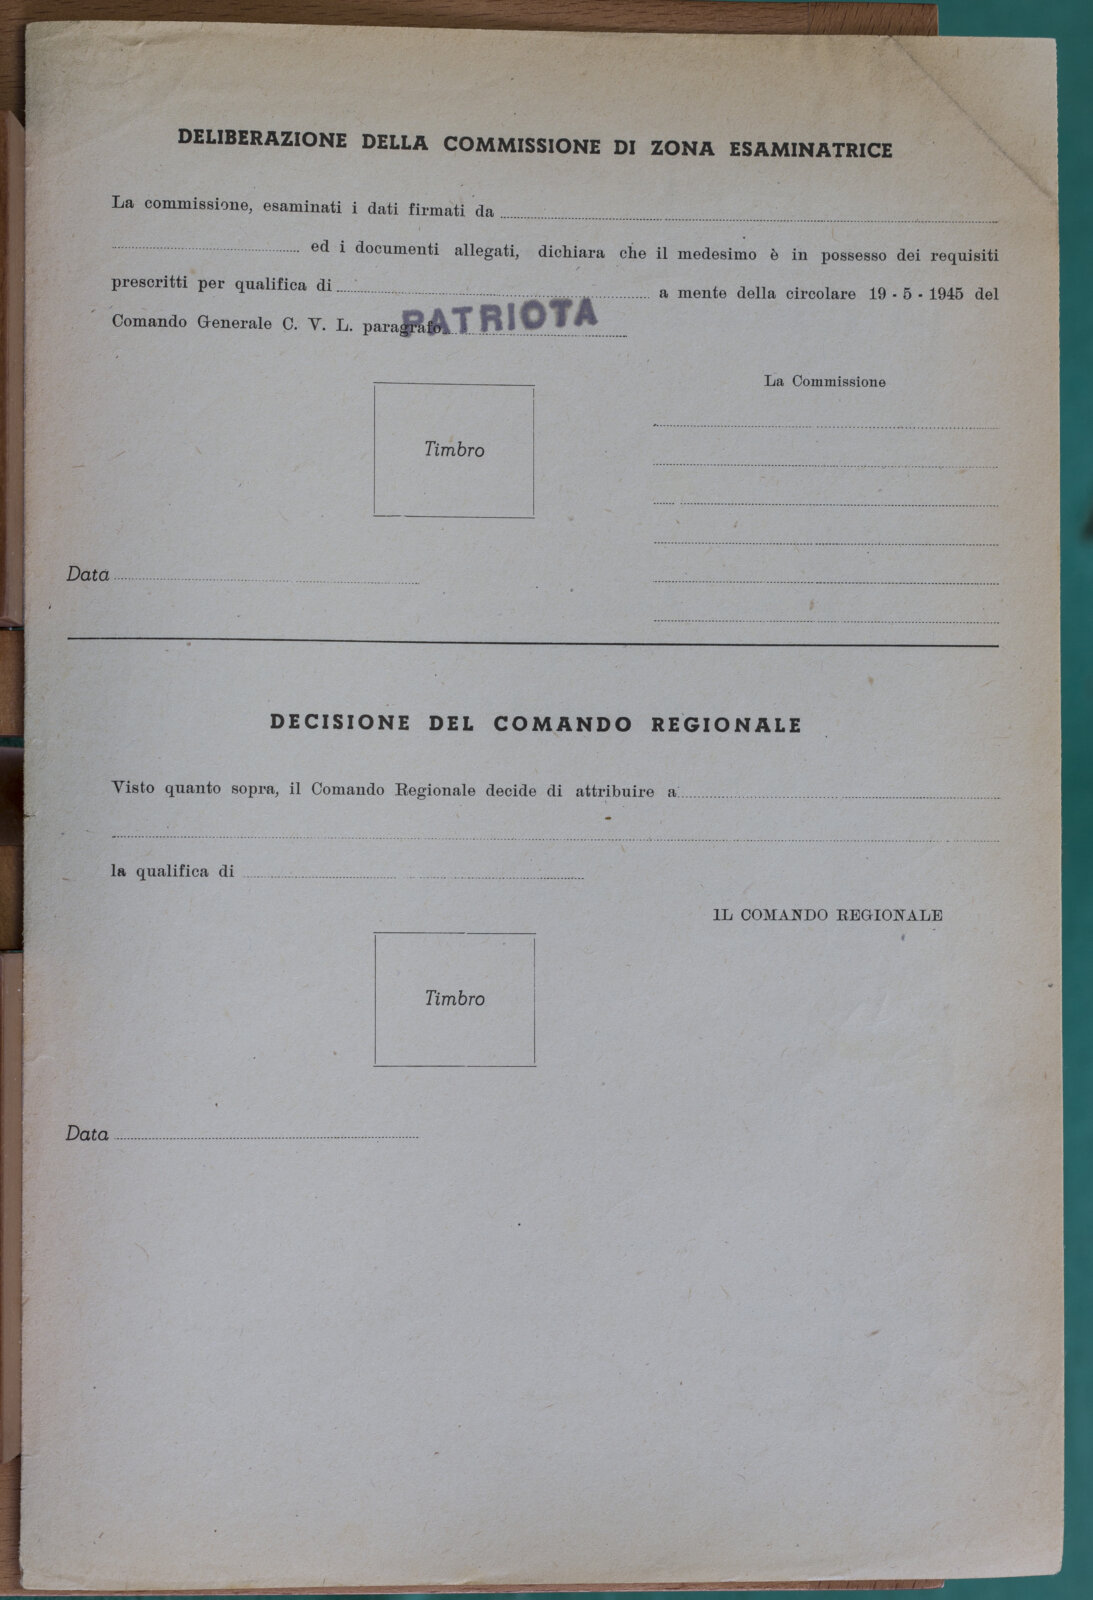 DELIBERAZIONE DELLA COMMISSIONE DI ZONA ESAMINATRICE
La commissione, esaminati i dati firmati da
ed i documenti allegati, dichiara che il medesimo è in possesso dei requisiti
prescritti per qualifica di a mente della circolare 19 - 5 - 1945 del
PATRIOTA
Comando Generale C. V. L. paragrafo
La Commissione
Timbro
Data
DECISIONE DEL COMANDO REGIONALE
Visto quanto sopra, il Comando Regionale decide di attribuire a
la qualifica di
IL COMANDO REGIONALE
Timbro
Data